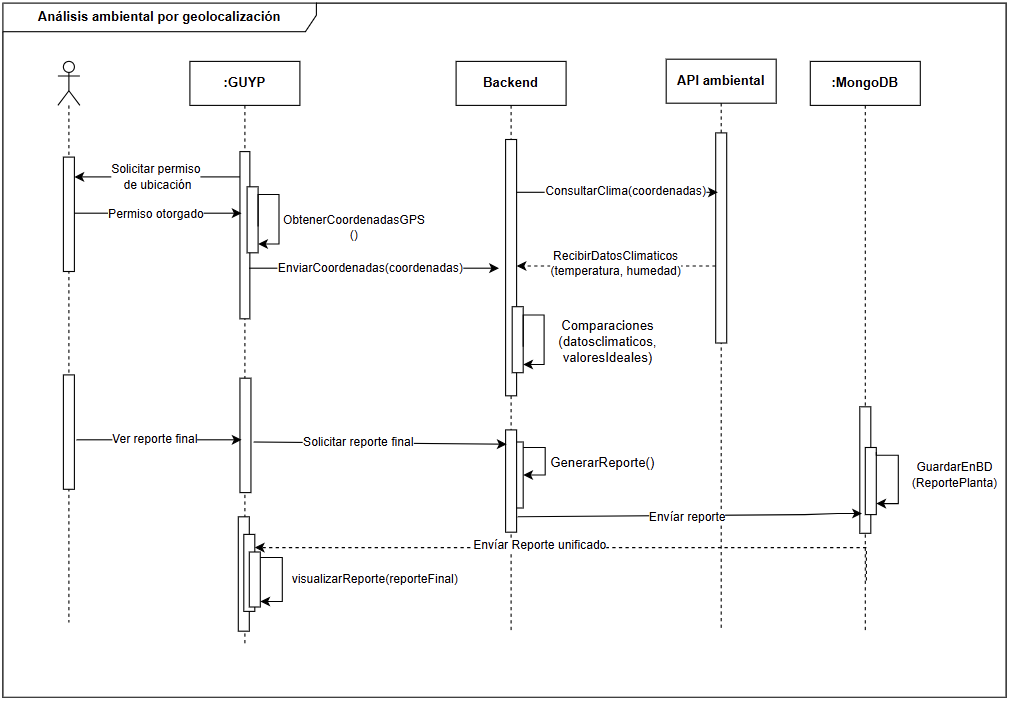 Análisis ambiental por geolocalización
:GUYP
Backend
API ambiental
:MongoDB
Solicitar permiso
de ubicación
ConsultarClima(coordenadas)
Permiso otorgado
ObtenerCoordenadasGPS
()
EnviarCoordenadas(coordenadas)
RecibirDatosClimaticos
(temperatura, humedad)
Comparaciones
(datosclimaticos,
valoresIdeales)
Ver reporte final
Solicitar reporte final
GenerarReporte()
GuardarEnBD
(ReportePlanta)
Envíar reporte
Envíar Reporte unificado
visualizarReporte(reporteFinal)